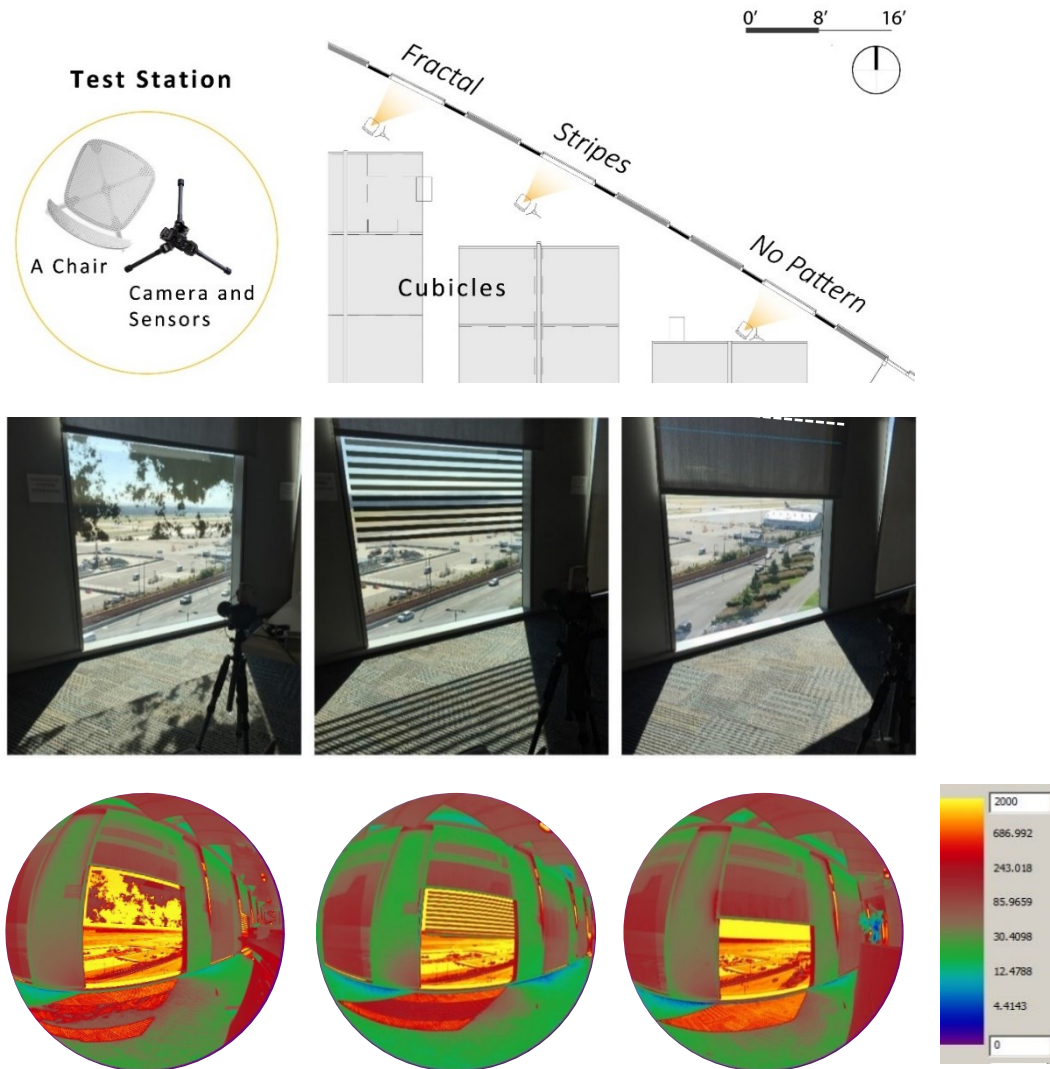 0’ 8’ 16’
Test Station
Fractal
Stripes
No Pattern
A Chair
Camera and
Sensors
Cubicles
2000
686.992
243.018
85.9659
30.4098
12.4788
4.4143
0